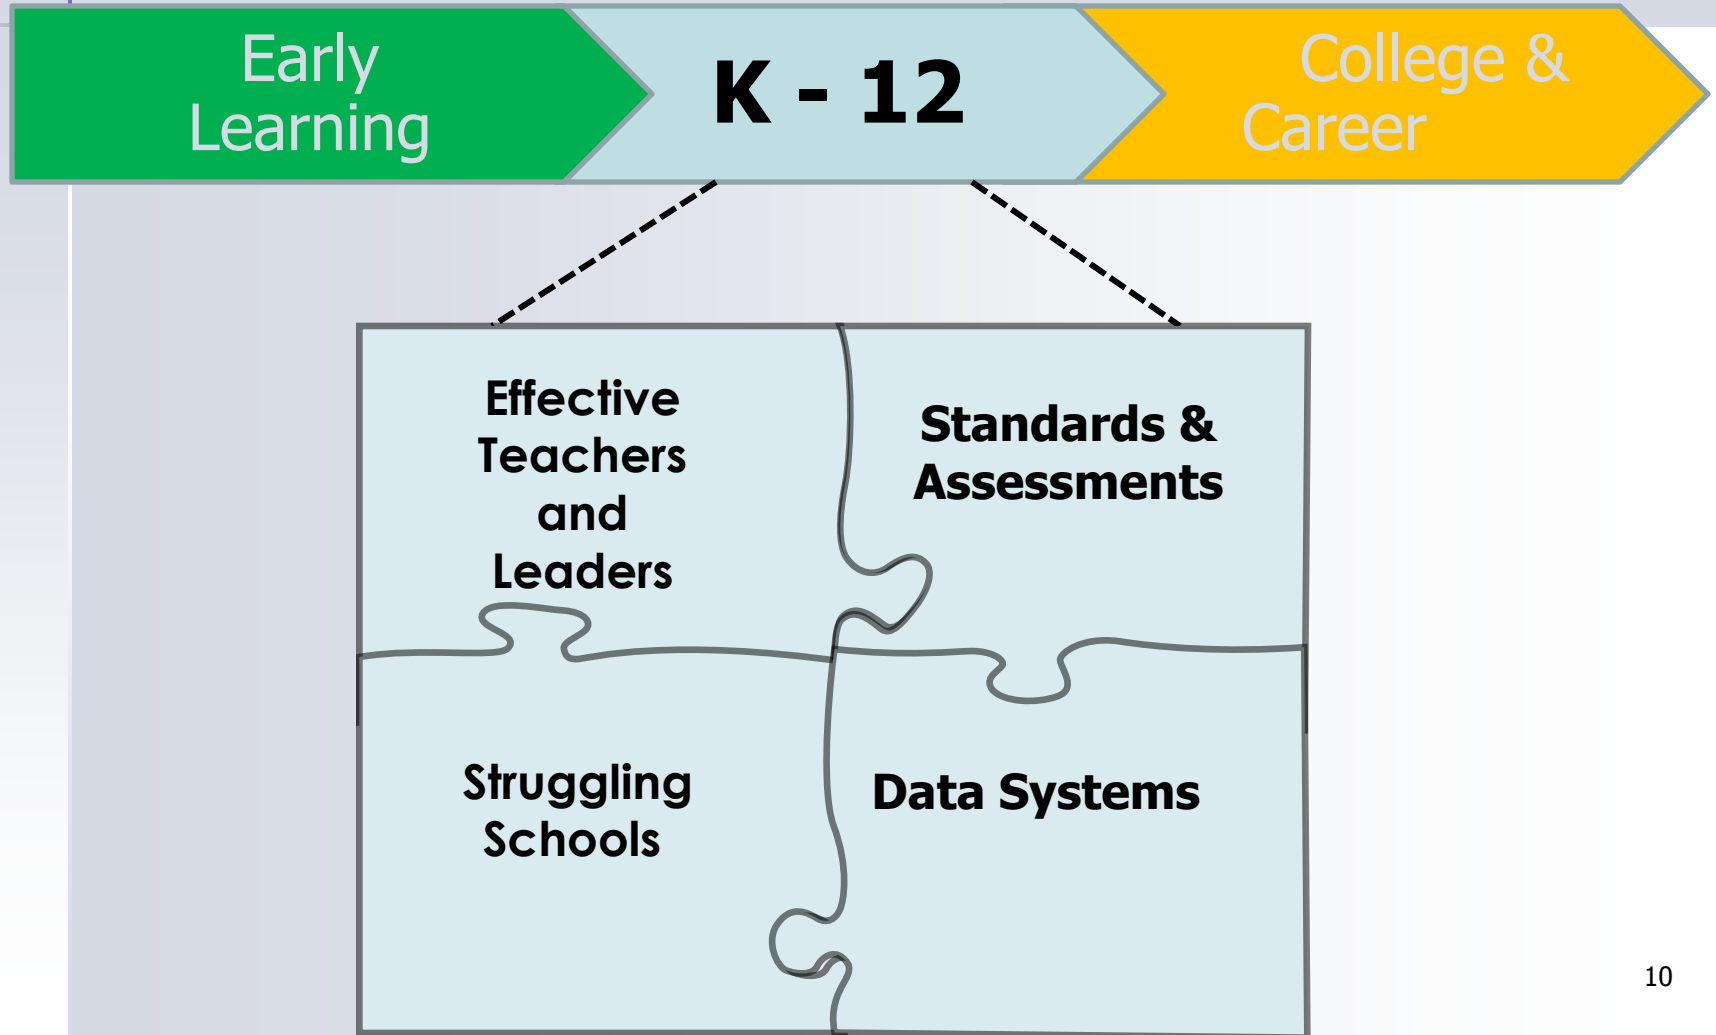 Early
Learning
K - 12
College &
Career
Effective
Teachers
and
Leaders
Standards &
Assessments
Struggling
Schools
Data Systems
10